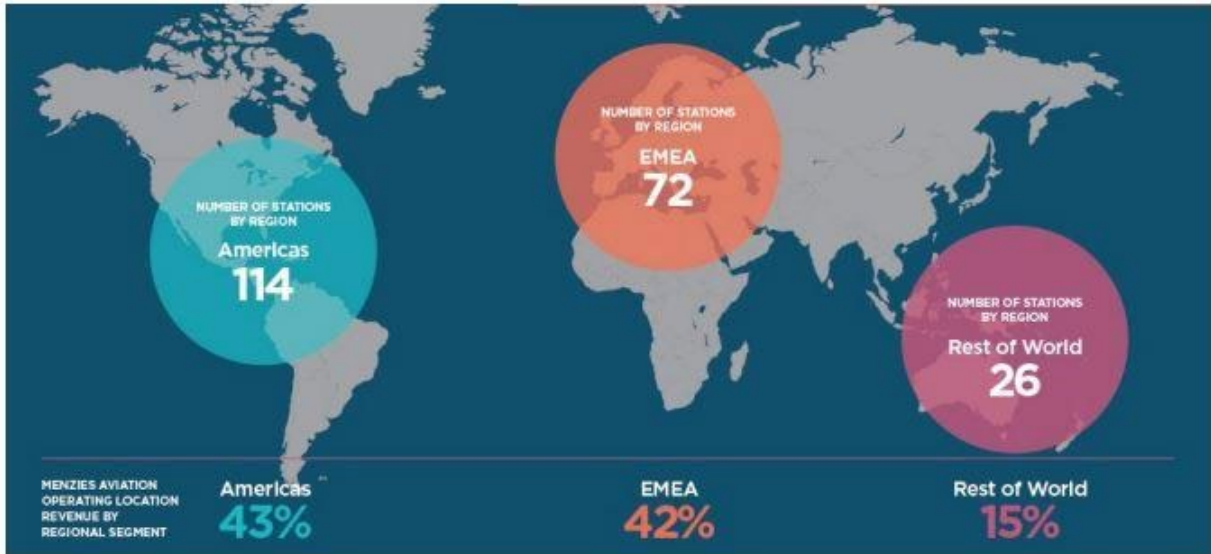 NUMBER OF STATIONS
BY REGION
Americas
114
NUMBER OF STATIONS
BY REGION
EMEA
72
NUMBER OF STATIONS
BY REGION
Rest of World
26
MENZIES AVIATION
OPERATING LOCATION
REVENUE BY
REGIONAL SEGMENT
Americas
43%
EMEA
42%
Rest of World
15%